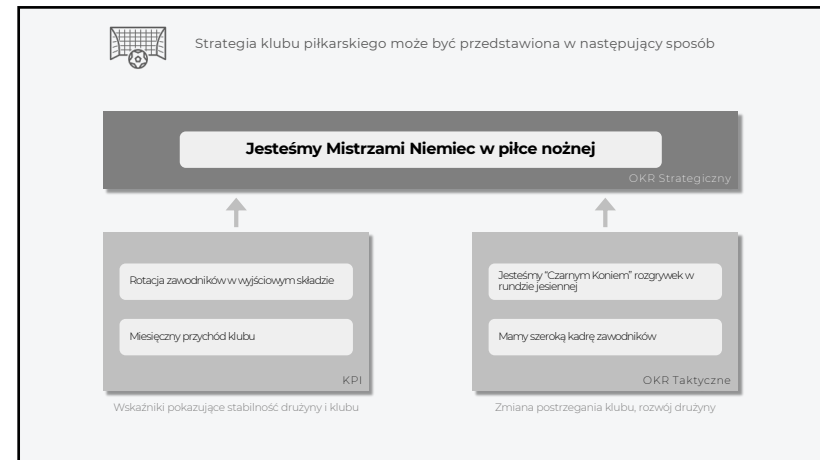 Strategia klubu piłkarskiego może być przedstawiona w następujący sposób
Jesteśmy Mistrzami Niemiec w piłce nożnej
OKR Strategiczny
Rotacja zawodników w wyjściowym składzie
Miesięczny przychód klubu
KPI
Wskaźniki pokazujące stabilność drużyny i klubu
Jesteśmy "Czarnym Koniem" rozgrywek w
rundzie jesiennej
Mamy szeroką kadrę zawodników
OKR Taktyczne
Zmiana postrzegania klubu, rozwój drużyny